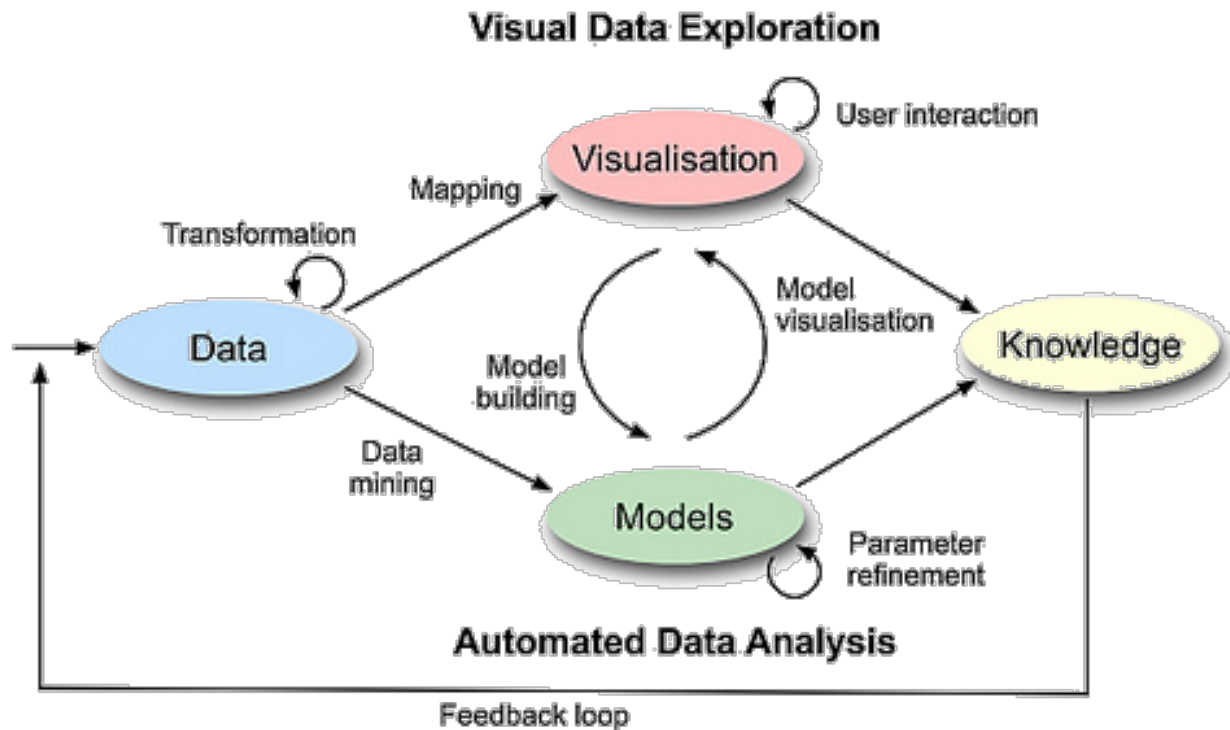 Visual Data Exploration
User interaction
Visualisation
Mapping
Transformation
Model
visualisation
Data
Knowledge
Model
building
Data
mining
Models
Parameter
refinement
Automated Data Analysis
Feedback loop